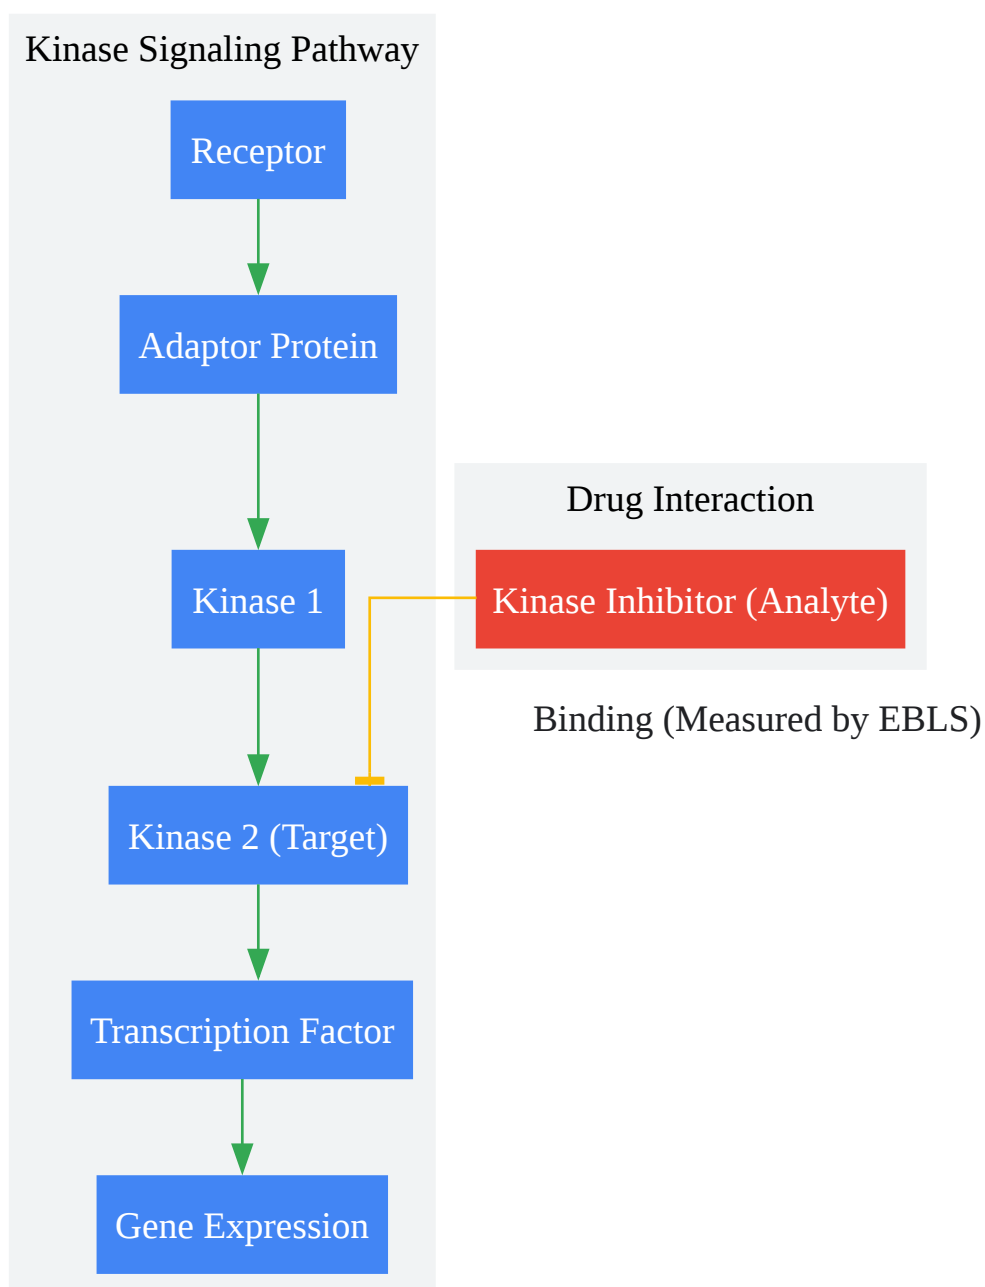 Kinase Signaling Pathway
Receptor
Adaptor Protein
Drug Interaction
Kinase 1
Kinase Inhibitor (Analyte)
Binding (Measured by EBLS)
Kinase 2 (Target)
Transcription Factor
Gene Expression